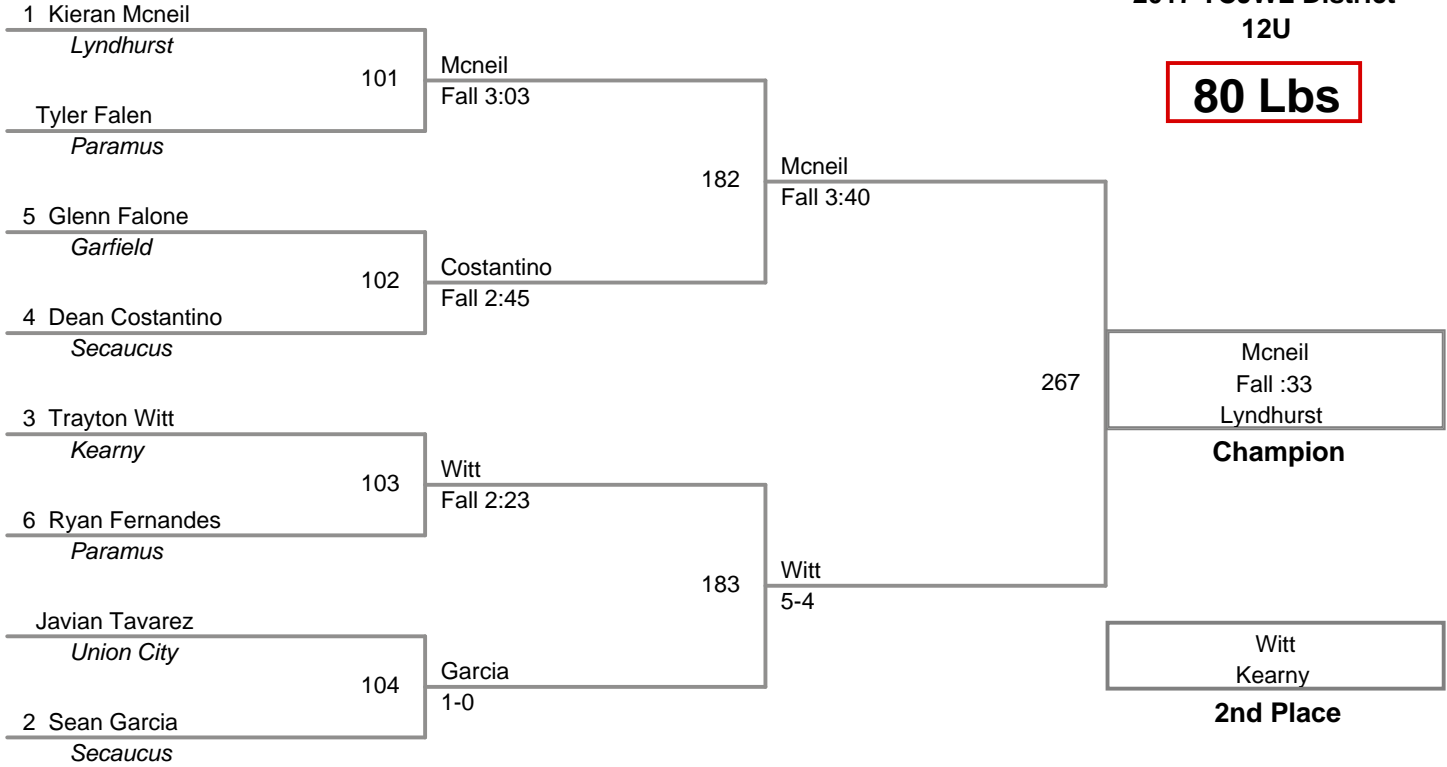 12U
80 Lbs
1 Kieran Mcneil
Lyndhurst
101
Tyler Falen
Paramus
Mcneil
Fall 3:03
5 Glenn Falone
Garfield
102
4 Dean Costantino
Secaucus
Costantino
Fall 2:45
182
Mcneil
Fall 3:40
3 Trayton Witt
Kearny
103
6 Ryan Fernandes
Paramus
Witt
Fall 2:23
Javian Tavarez
Union City
104
2 Sean Garcia
Secaucus
Garcia
1-0
183
Witt
5-4
267
Mcneil
Fall :33
Lyndhurst
Champion
Witt
Kearny
2nd Place